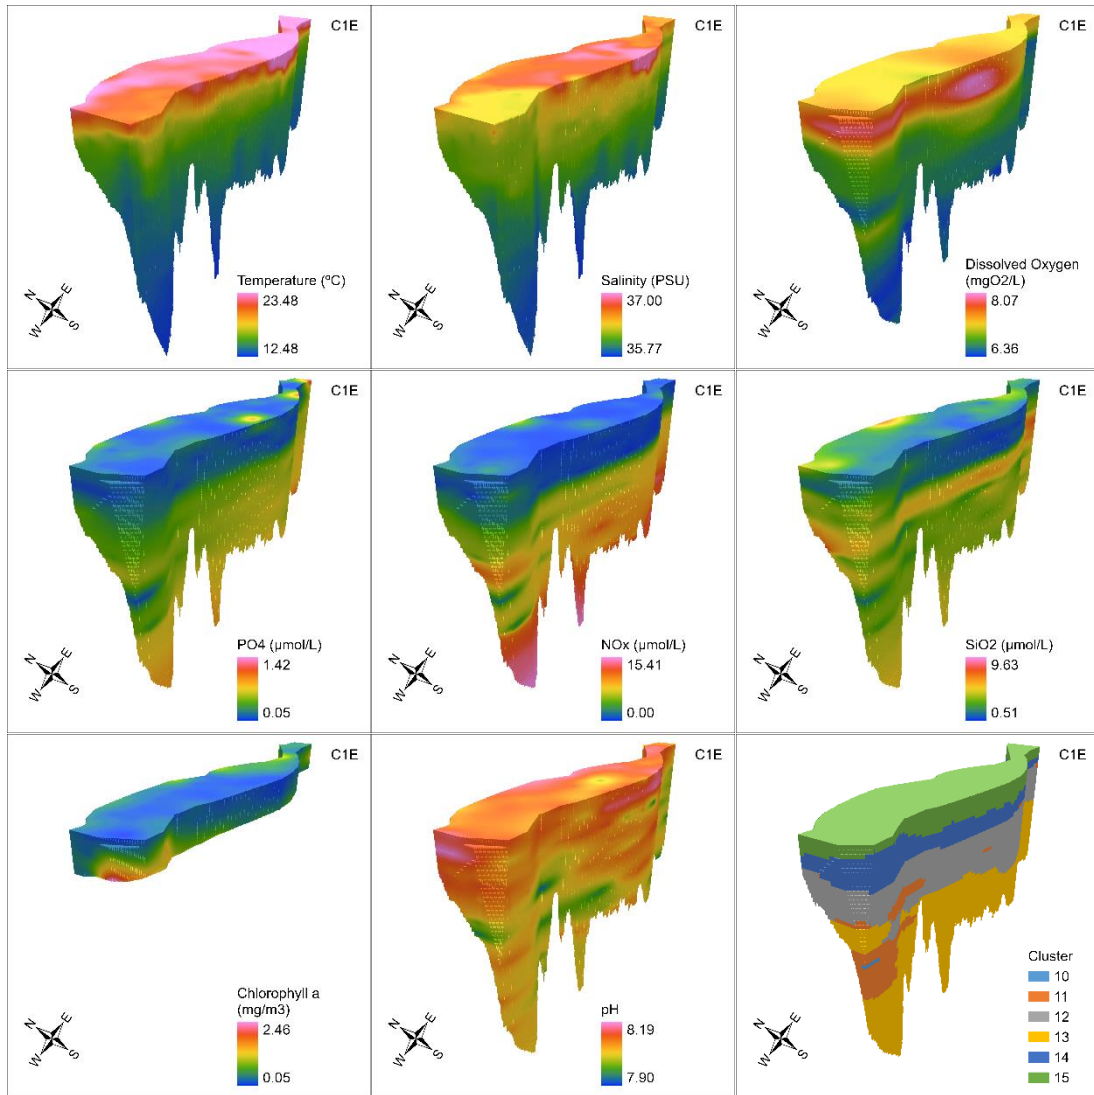 C1E
N
E
W
S
Temperature (ºC)
23.48
12.48
C1E
N
E
W
S
Salinity (PSU)
37.00
35.77
C1E
N
E
W
S
Dissolved Oxygen
(mgO2/L)
8.07
6.36
C1E
N
E
W
S
PO4 (µmol/L)
1.42
0.05
C1E
N
E
W
S
NOx (µmol/L)
15.41
0.00
C1E
N
E
W
S
SiO2 (µmol/L)
9.63
0.51
C1E
N
E
W
S
Chlorophyll a
(mg/m3)
2.46
0.05
C1E
N
E
W
S
pH
8.19
7.90
C1E
N
E
W
S
Cluster
10
11
12
13
14
15